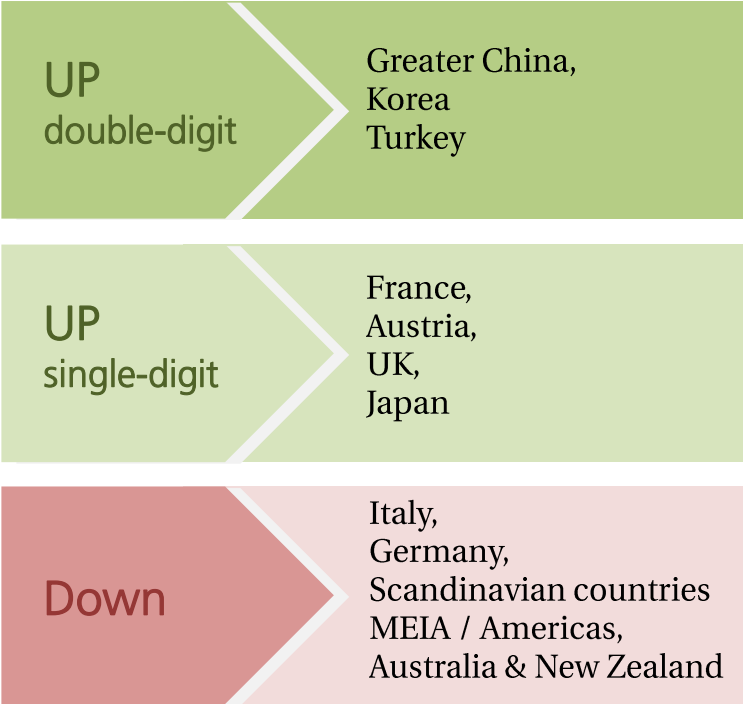 UP
double-digit
Greater China,
Korea
Turkey
UP
single-digit
France,
Austria,
UK,
Japan
Down
Italy,
Germany,
Scandinavian countries
MEIA / Americas,
Australia & New Zealand